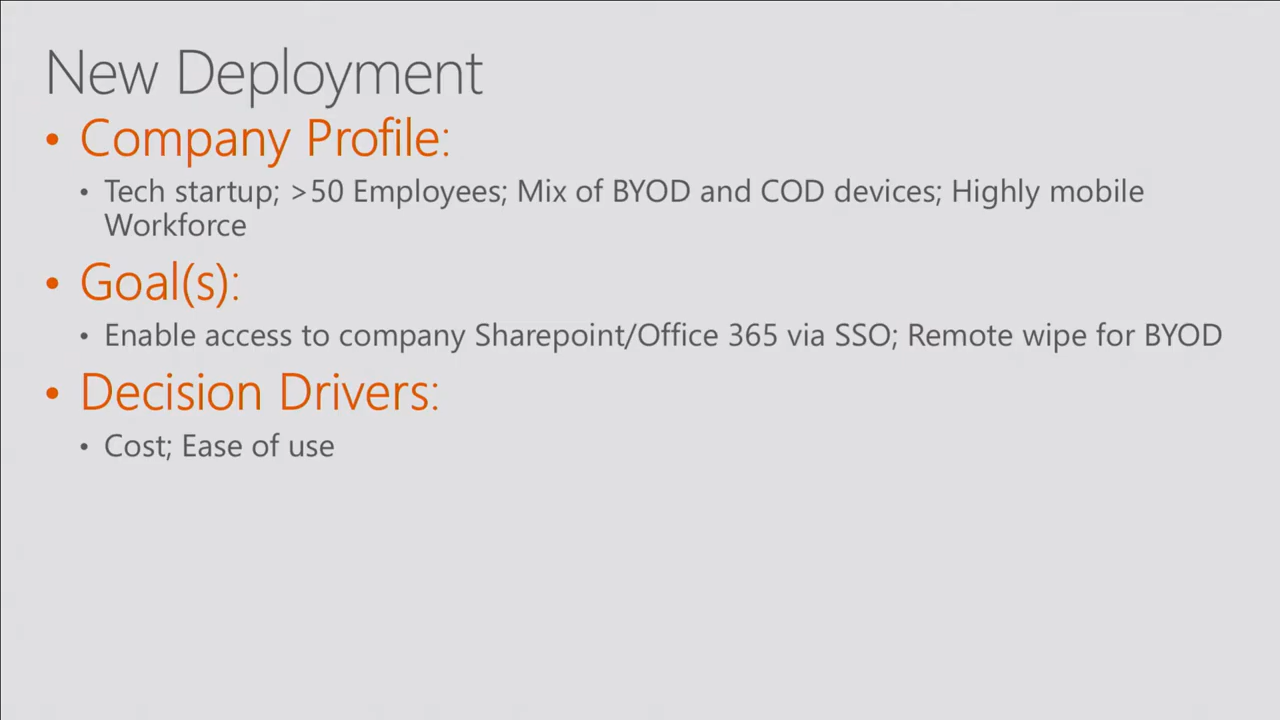 New Deployment
• Company Profile:
• Tech startup; >50 Employees; Mix of BYOD and COD devices; Highly mobile
Workforce
• Goal(s):
• Enable access to company Sharepoint/Office 365 via SSO; Remote wipe for BYOD
• Decision Drivers:
• Cost; Ease of use